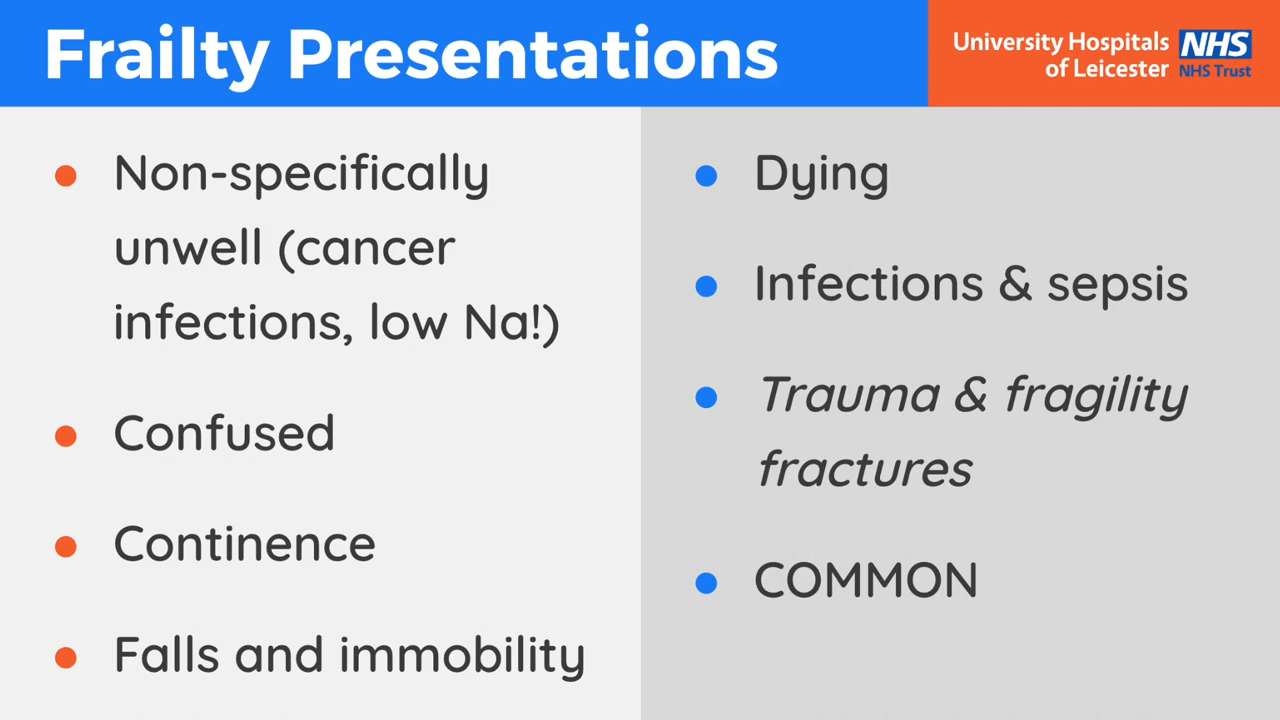 Frailty Presentations
University Hospitals NHS
of Leicester NHS Trust
Non-specifically
unwell (cancer
infections, low Na!)
Confused
Continence
Falls and immobility
Dying
Infections & sepsis
Trauma & fragility
fractures
COMMON